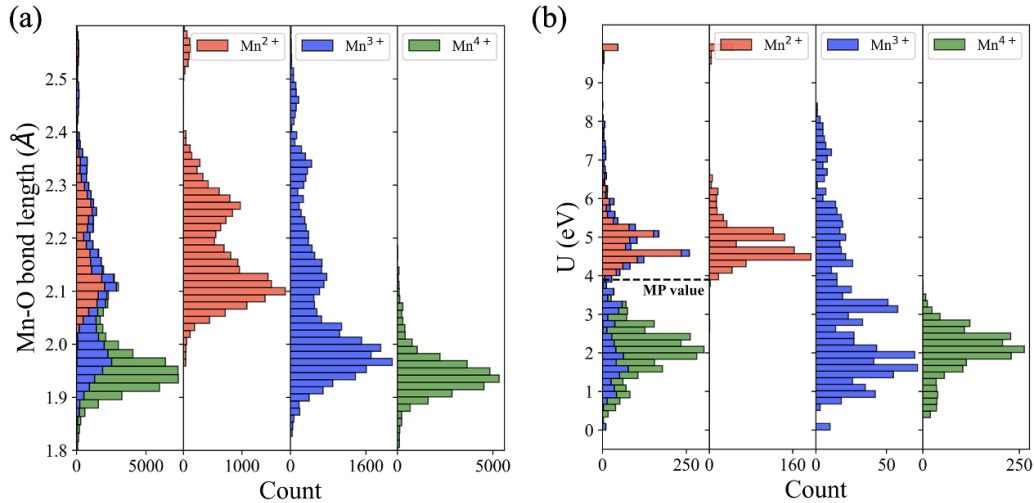 (a)
Mn-O bond length (Å)
2.5
2.4
2.3
2.2
2.1
2.0
1.9
1.8
Mn²⁺
Mn³⁺
Mn⁴⁺
0 5000
0 1000
0 1600
0 5000
Count
(b)
U (eV)
9
8
7
6
5
4
3
2
1
0
Mn²⁺
Mn³⁺
Mn⁴⁺
MP value
0 250
0 160
0 50
0 250
Count